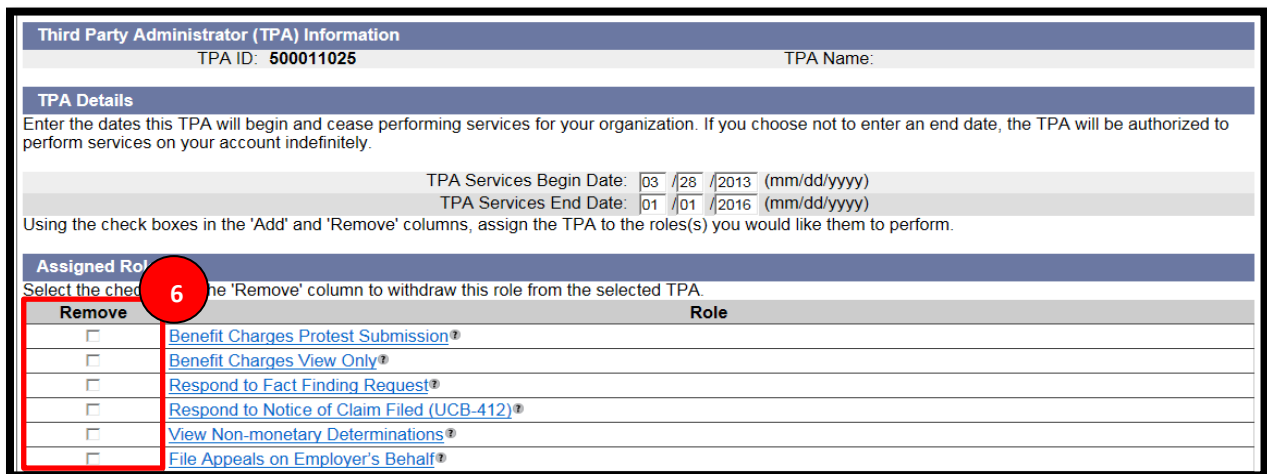 Third Party Administrator (TPA) Information
TPA ID: 500011025 TPA Name:
TPA Details
Enter the dates this TPA will begin and cease performing services for your organization. If you choose not to enter an end date, the TPA will be authorized to
perform services on your account indefinitely.
TPA Services Begin Date: 03 / 28 / 2013 (mm/dd/yyyy)
TPA Services End Date: 01 / 01 / 2016 (mm/dd/yyyy)
Using the check boxes in the 'Add' and 'Remove' columns, assign the TPA to the roles(s) you would like them to perform.
Assigned
6
Select the 'Remove' column to withdraw this role from the selected TPA.
Remove Role
Benefit Charges Protest Submission
Benefit Charges View Only
Respond to Fact Finding Request
Respond to Notice of Claim Filed (UCB-412)
View Non-monetary Determinations
File Appeals on Employer's Behalf